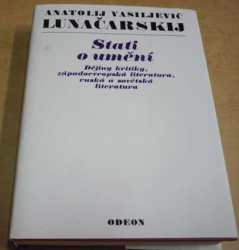 ANATOLIJ VASILJEVIČ
LUNAČARSKIJ
Stati
o umění
Dějiny kritiky,
západoevropská literatura,
ruská a sovětská
literatura
ODEON